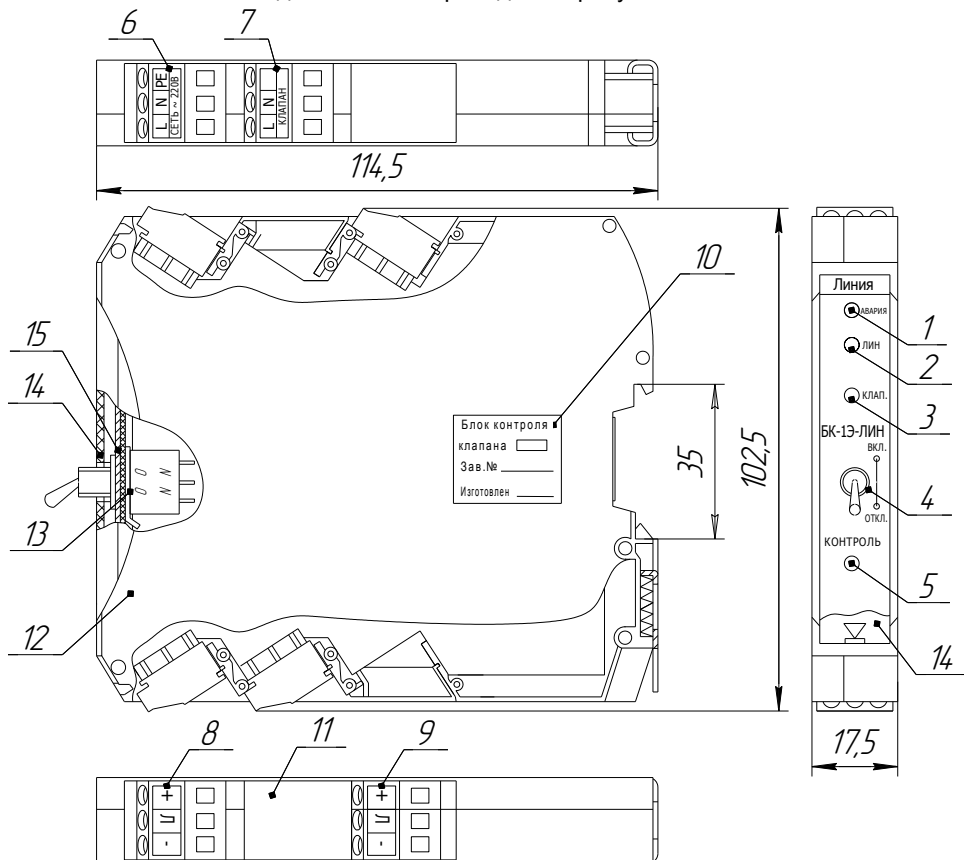 6
7
L N PE
СЕТЬ ~ 220В
L N
КЛАПАН
114,5
10
15
14
13
12
Блок контроля
клапана
Зав.№
Изготовлен
35
102,5
Линия
АВАРИЯ
1
ЛИН
2
КЛАП.
3
БК-1Э-ЛИН
ВКЛ.
4
ОТКЛ.
КОНТРОЛЬ
5
14
17,5
8
11
9
+
-
+
-